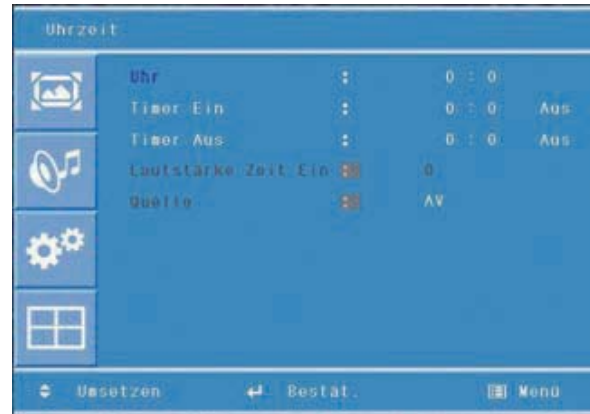 Uhrzeit
Uhr : 0 : 0
Timer Ein : 0 : 0 Aus
Timer Aus : 0 : 0 Aus
Lautstärke Zeit Ein : 0
Quelle : AV
Umsetzen Bestät. Menü